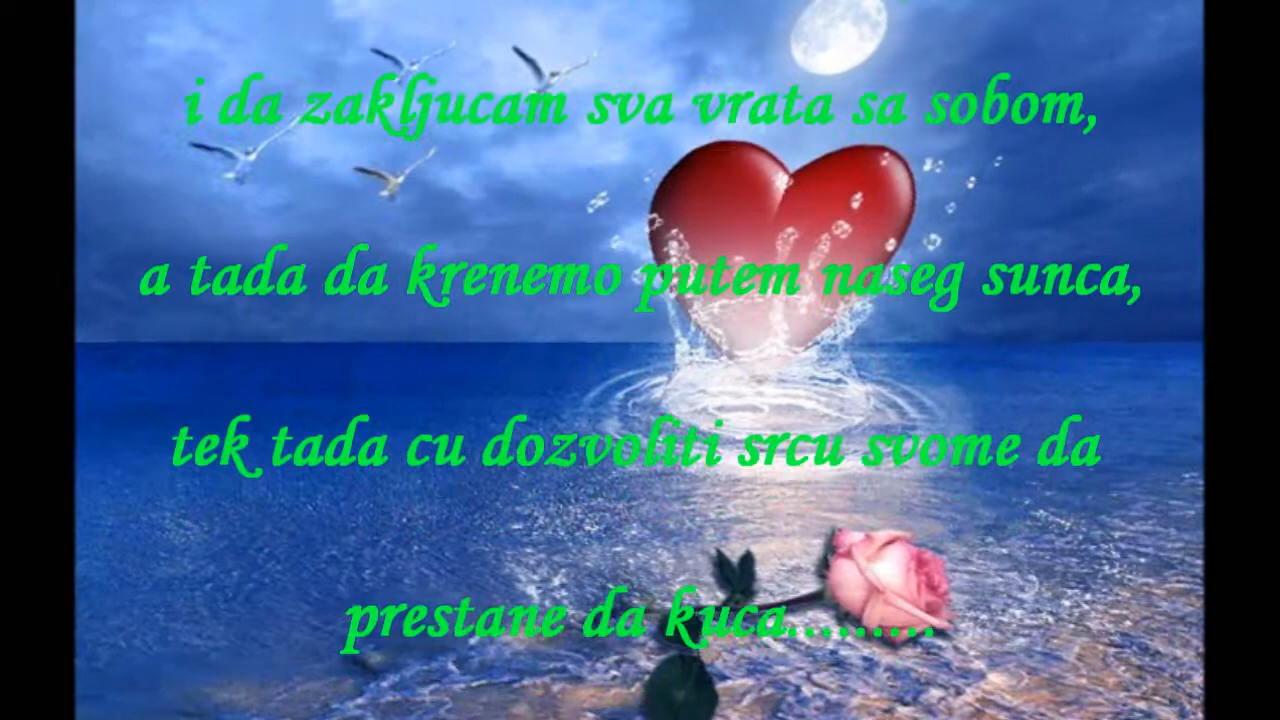 i da zakljucam sva vrata sa sobom,
a tada da krenemo putem naseg sunca,
tek tada cu dozvoliti srcu svome da
prestane da kuca.........